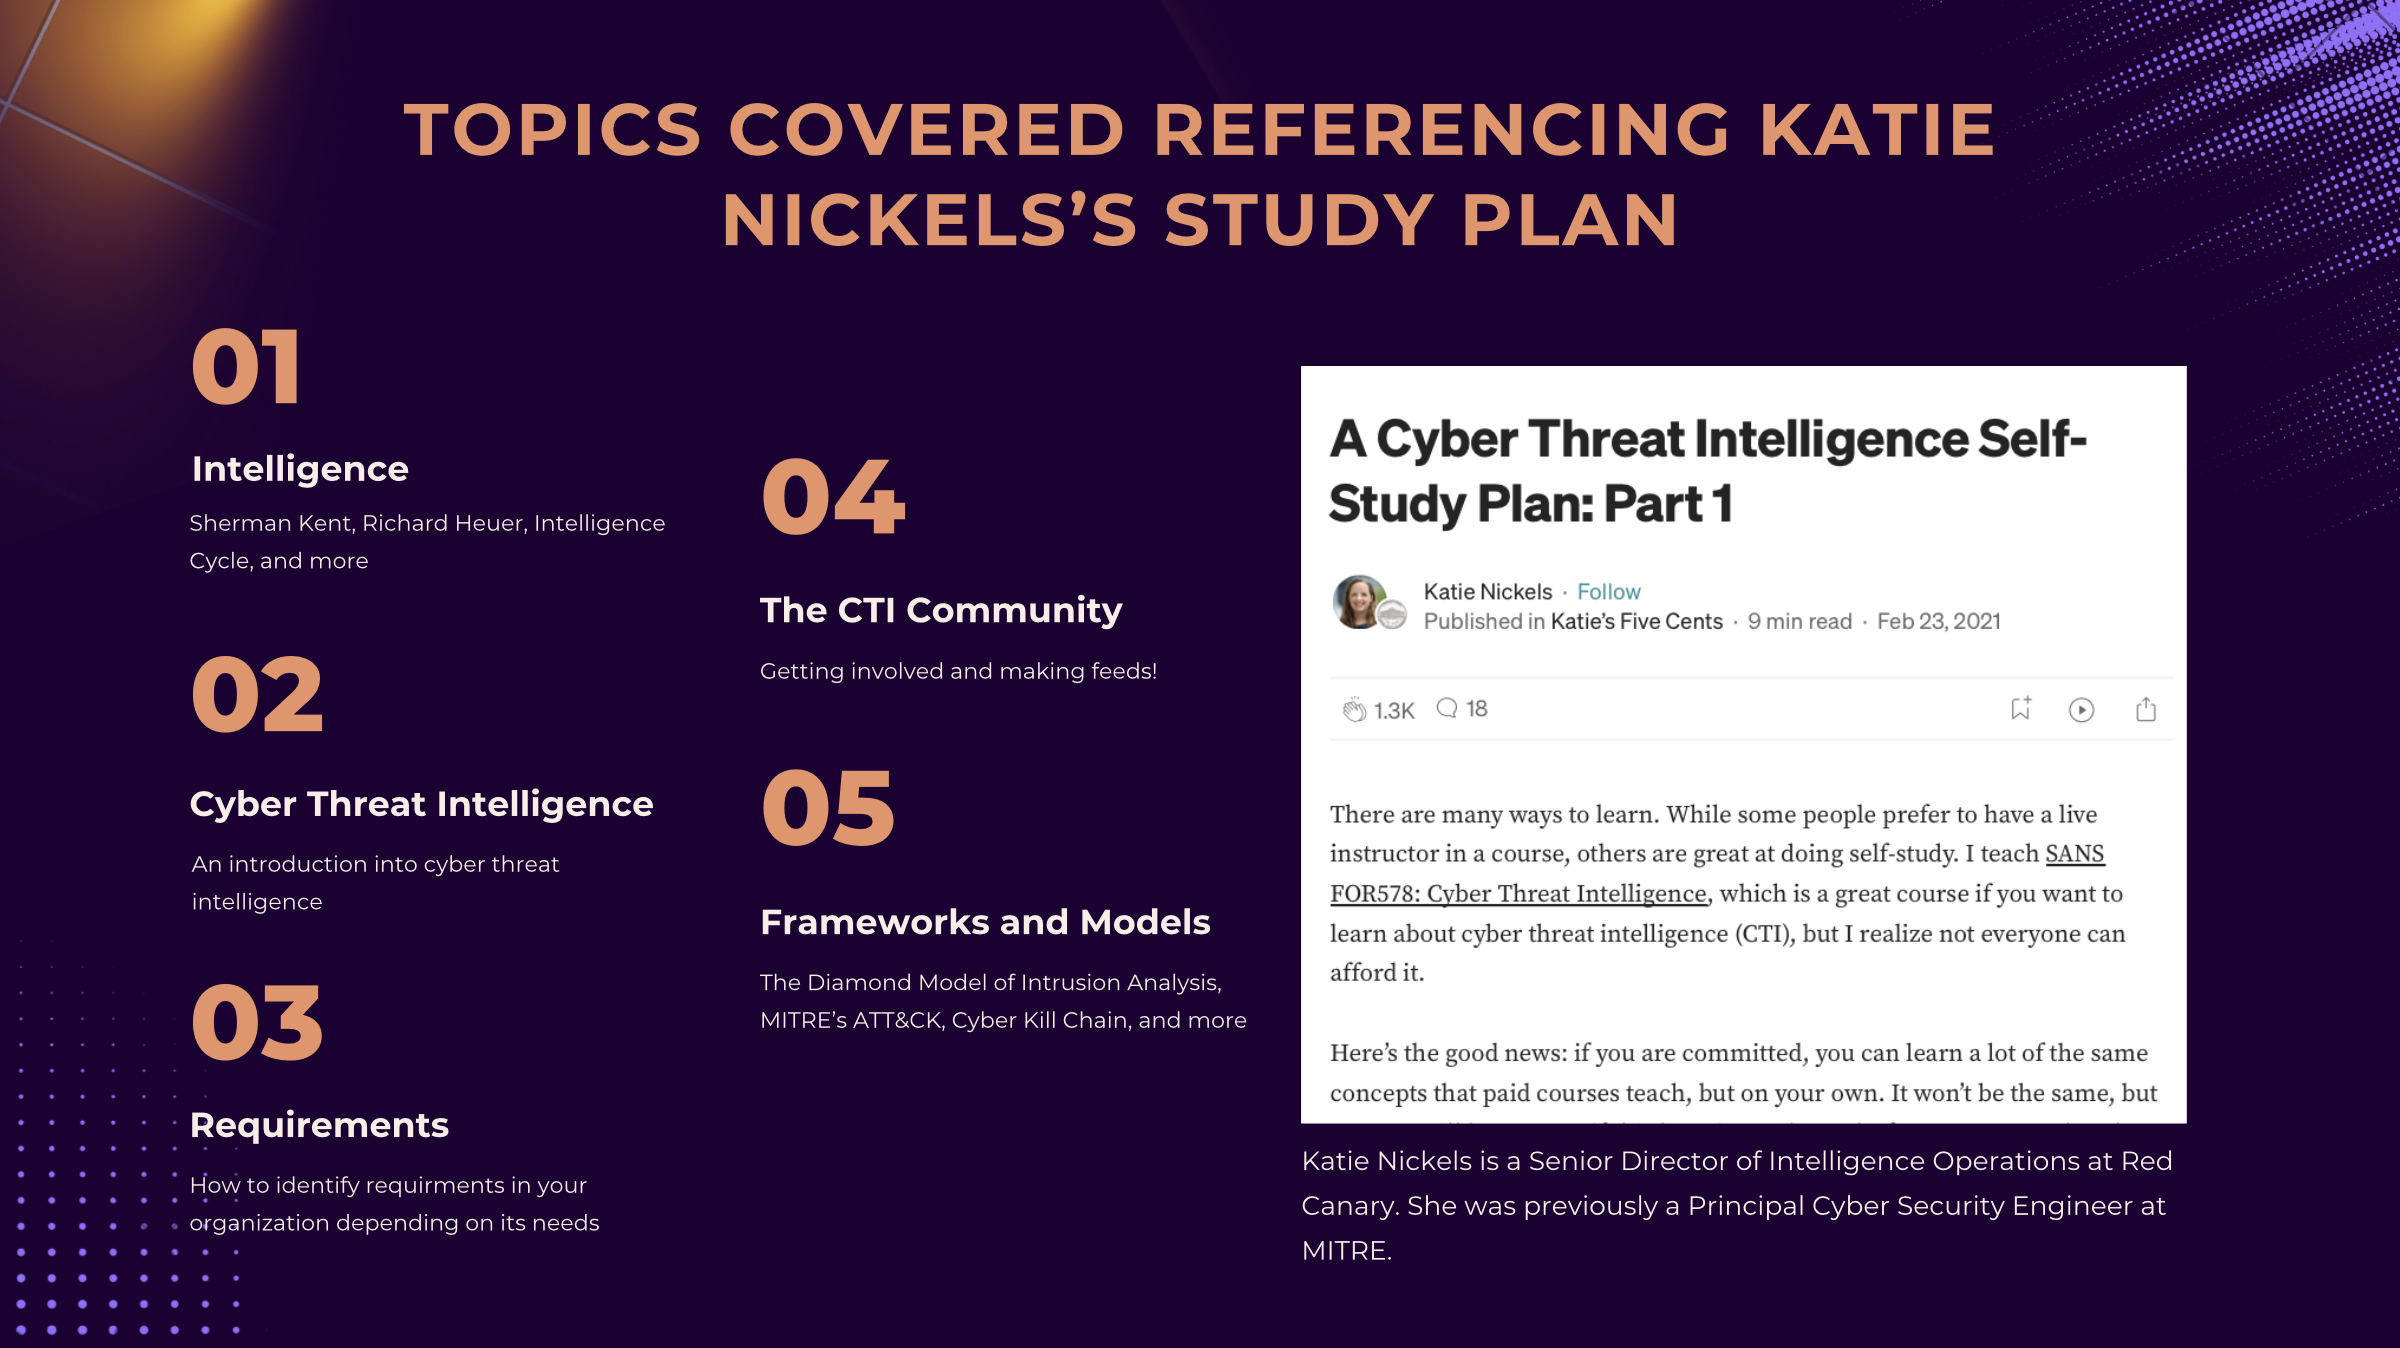 TOPICS COVERED REFERENCING KATIE
NICKELS’S STUDY PLAN
01
Intelligence
Sherman Kent, Richard Heuer, Intelligence
Cycle, and more
02
Cyber Threat Intelligence
An introduction into cyber threat
intelligence
03
Requirements
How to identify requirments in your
organization depending on its needs
04
The CTI Community
Getting involved and making feeds!
05
Frameworks and Models
The Diamond Model of Intrusion Analysis,
MITRE’s ATT&CK, Cyber Kill Chain, and more
A Cyber Threat Intelligence Self-
Study Plan: Part 1
Katie Nickels · Follow
Published in Katie’s Five Cents · 9 min read · Feb 23, 2021
1.3K 18
There are many ways to learn. While some people prefer to have a live
instructor in a course, others are great at doing self-study. I teach SANS
FOR578: Cyber Threat Intelligence, which is a great course if you want to
learn about cyber threat intelligence (CTI), but I realize not everyone can
afford it.
Here’s the good news: if you are committed, you can learn a lot of the same
concepts that paid courses teach, but on your own. It won’t be the same, but
Katie Nickels is a Senior Director of Intelligence Operations at Red
Canary. She was previously a Principal Cyber Security Engineer at
MITRE.